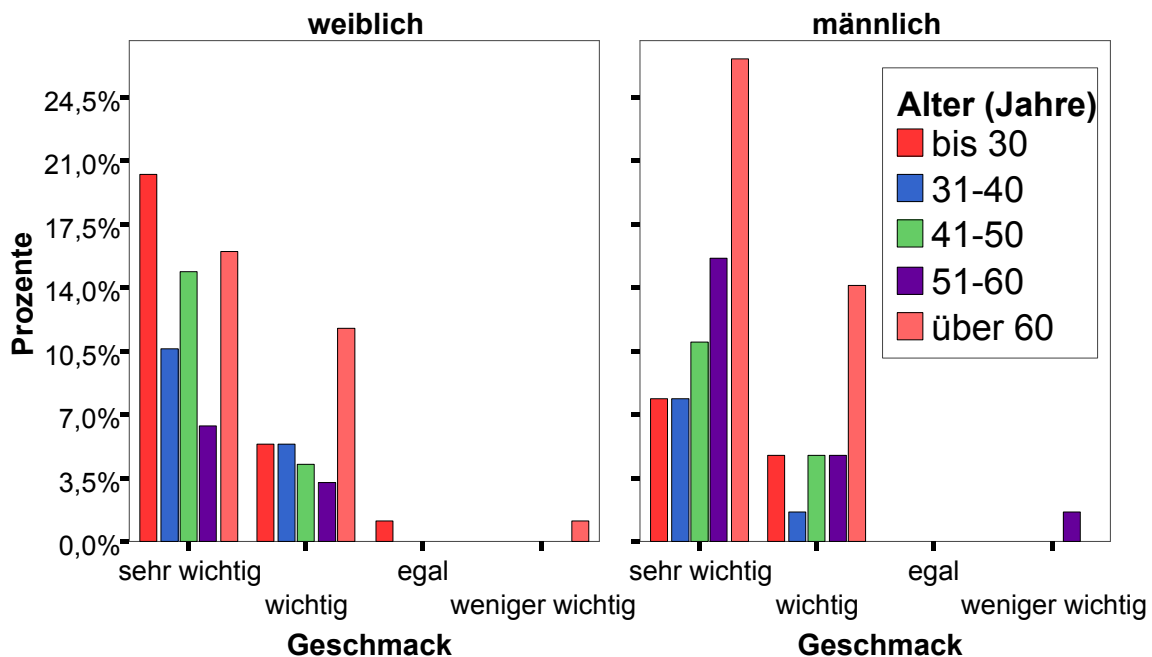 weiblich
männlich
Prozente
24,5%
21,0%
17,5%
14,0%
10,5%
7,0%
3,5%
0,0%
Alter (Jahre)
bis 30
31-40
41-50
51-60
über 60
sehr wichtig
wichtig
egal
weniger wichtig
sehr wichtig
wichtig
egal
weniger wichtig
Geschmack
Geschmack